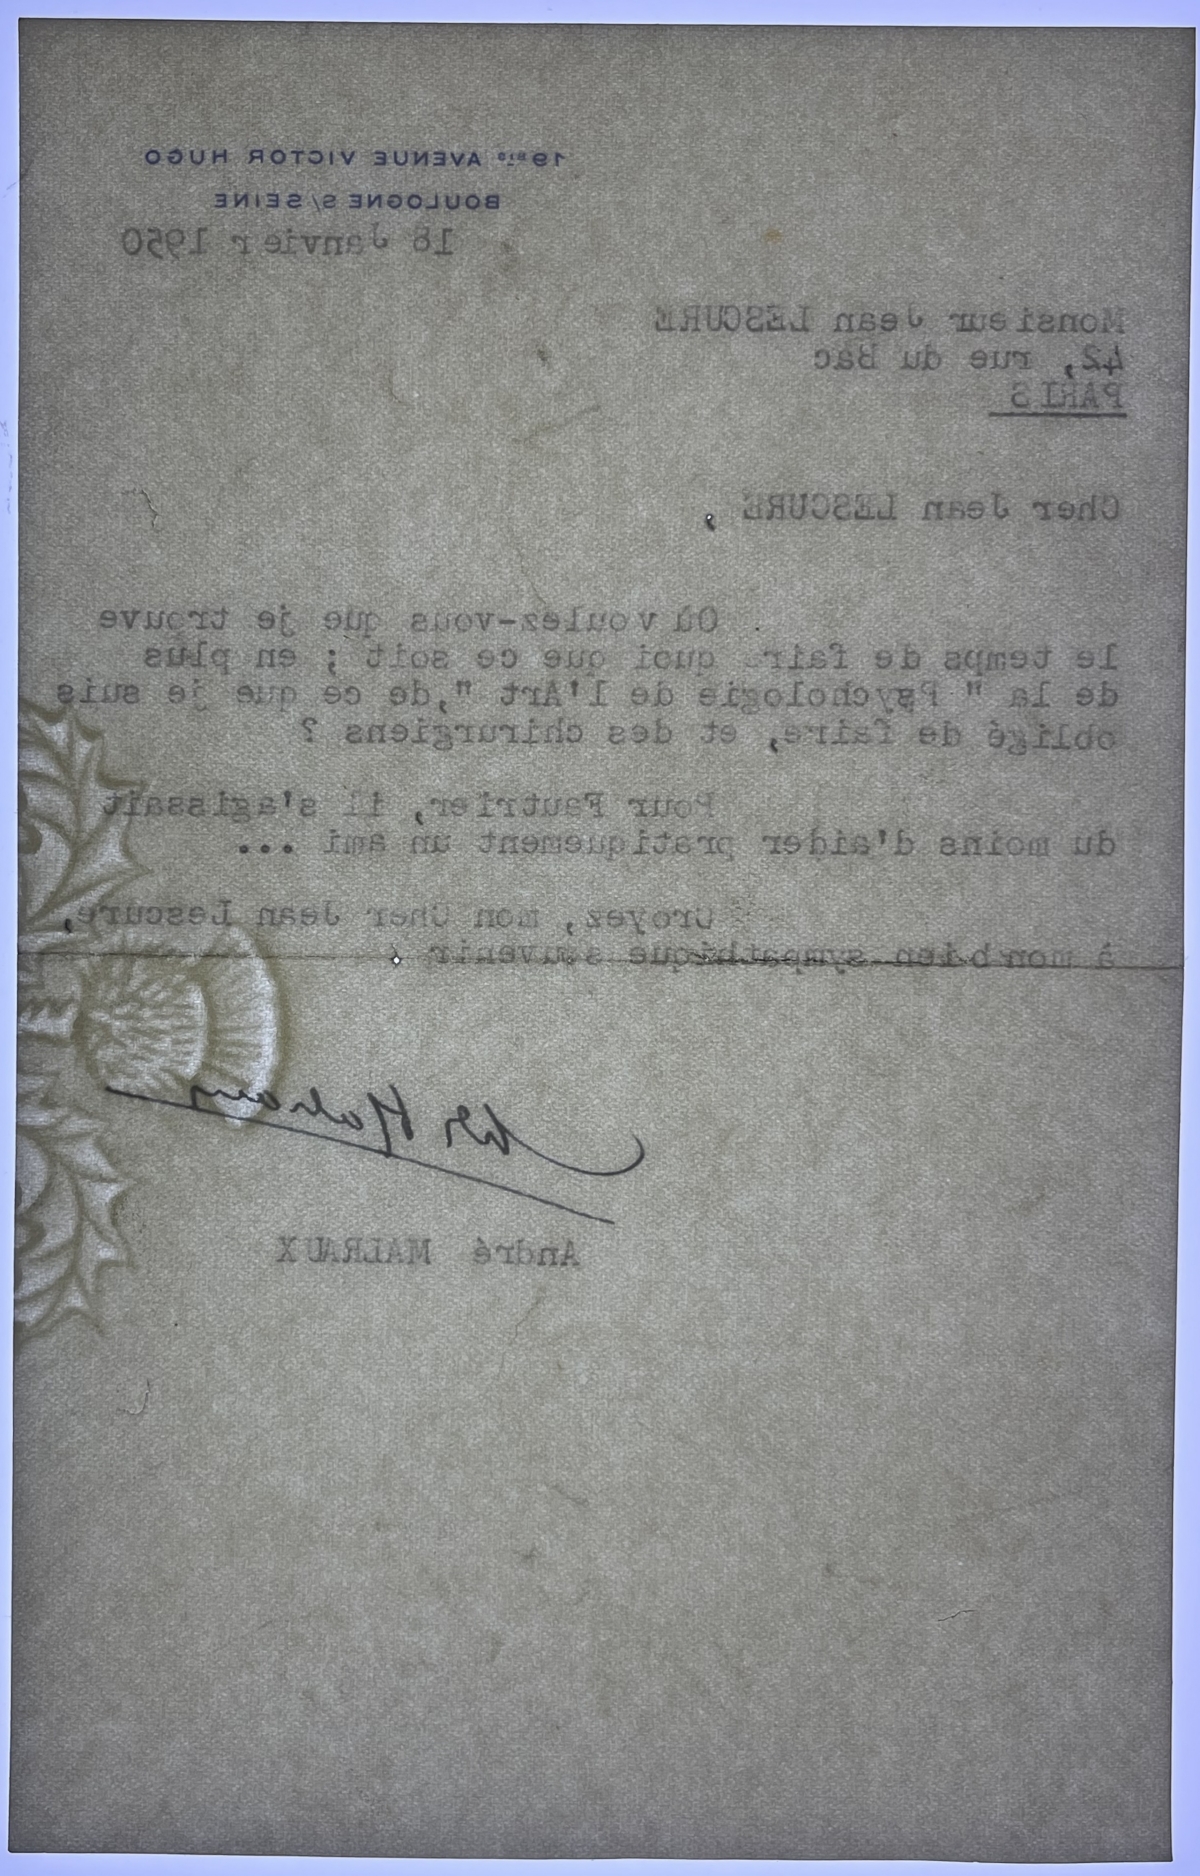 19bis AVENUE VICTOR HUGO
BOULOGNE S/SEINE
18 Janvier 1950
Monsieur Jean LESCURE
42, rue du Bac
PARIS
Cher Jean LESCURE ,
Où voulez-vous que je trouve
le temps de faire quoi que ce soit ; en plus
de la " Psychologie de l'Art ",de ce que je suis
obligé de faire, et des chirurgiens ?
Pour Fautrier, il s'agissait
du moins d'aider pratiquement un ami ...
Croyez, mon Cher Jean Lescure,
à mon bien sympathique souvenir .
André Malraux
André MALRAUX